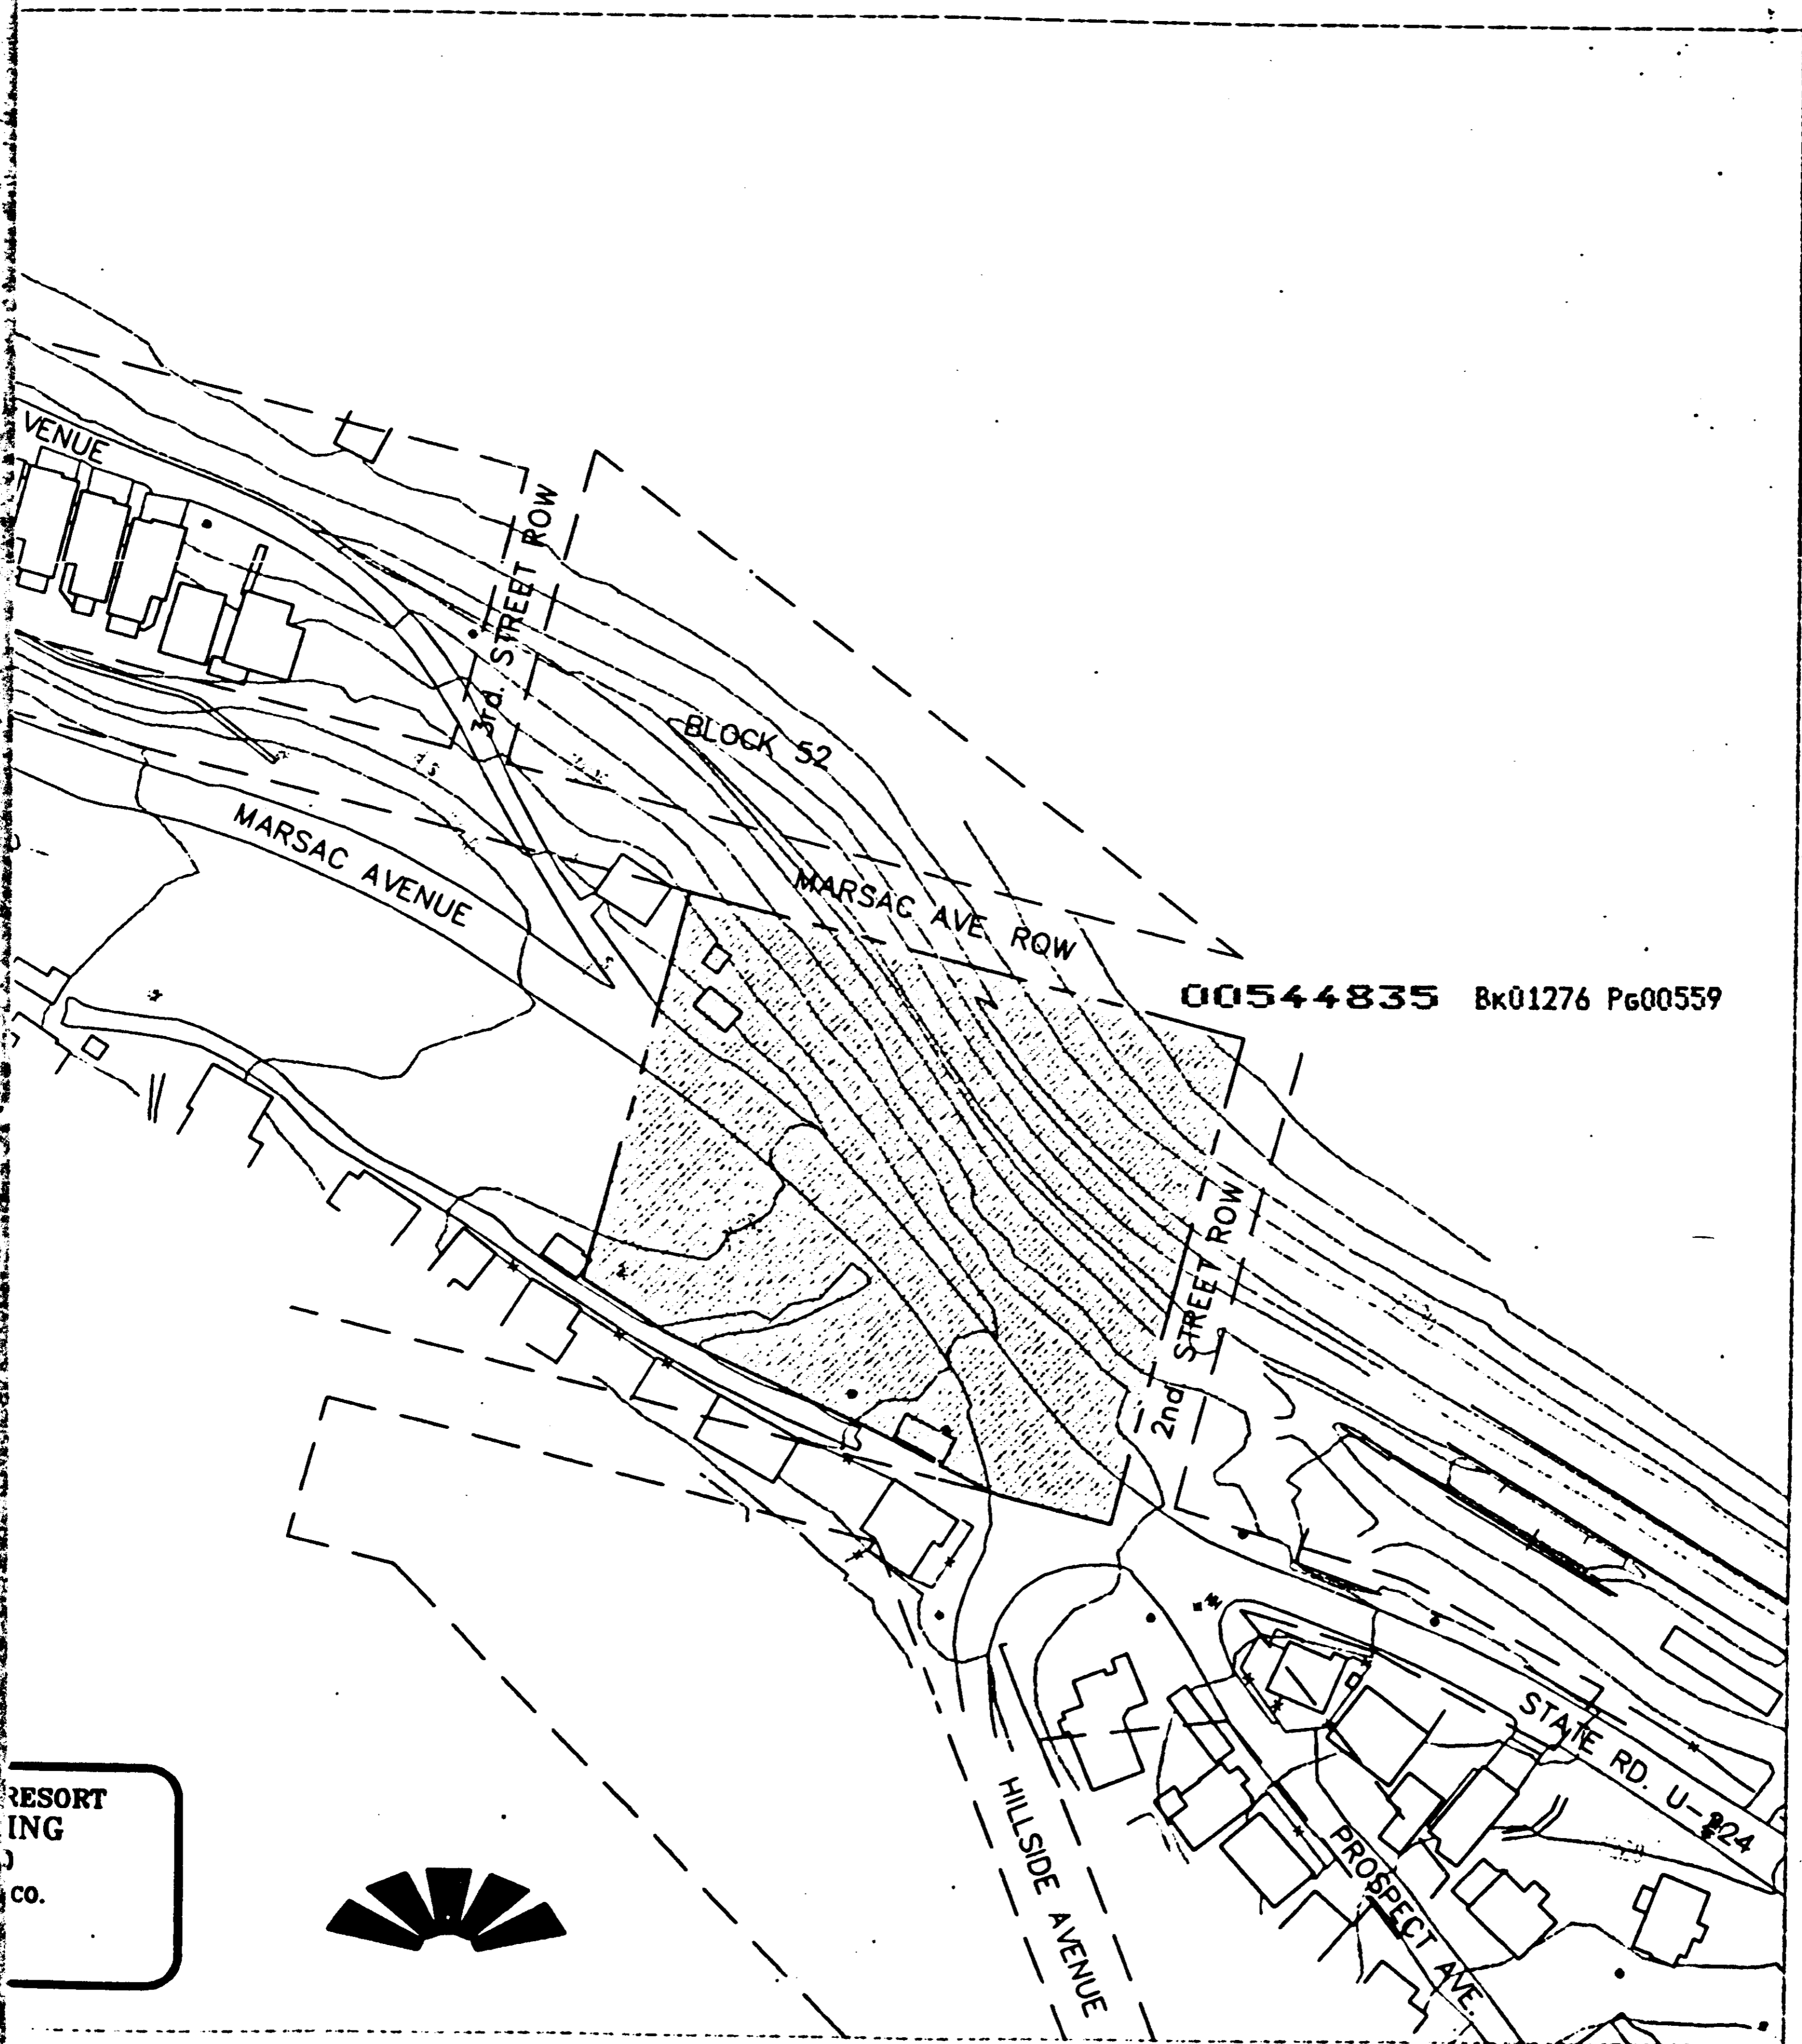 VENUE
3rd. STREET ROW
BLOCK 52
MARSAC AVENUE
MARSAC AVE. ROW
00544835 BK01276 PG00559
2nd STREET ROW
STATE RD. U-224
HILLSIDE AVENUE
PROSPECT AVE.
RESORT
ING
CO.